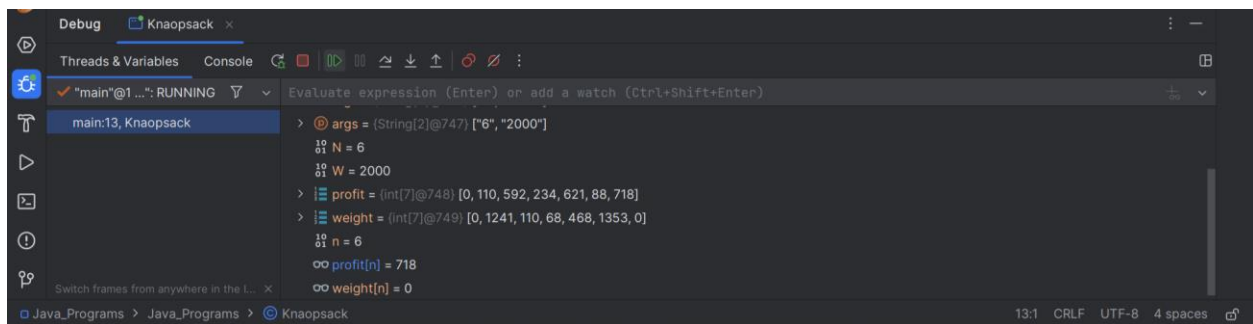 Debug Knaopsack
Threads & Variables Console
"main"@1 ...": RUNNING
Evaluate expression (Enter) or add a watch (Ctrl+Shift+Enter)
main:13, Knaopsack
args = {String[2]@747} ["6", "2000"]
N = 6
W = 2000
profit = {int[7]@748} [0, 110, 592, 234, 621, 88, 718]
weight = {int[7]@749} [0, 1241, 110, 68, 468, 1353, 0]
n = 6
profit[n] = 718
weight[n] = 0
Switch frames from anywhere in the I...
Java_Programs > Java_Programs > Knaopsack 13:1 CRLF UTF-8 4 spaces